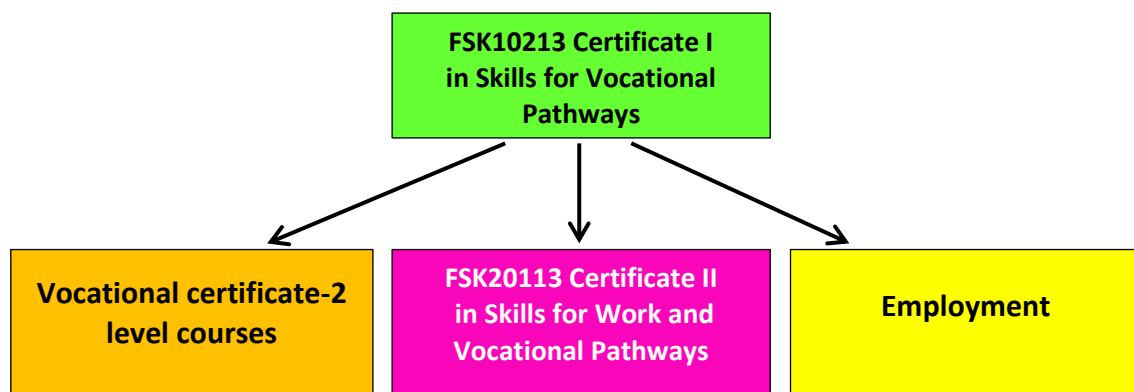 FSK10213 Certificate I
in Skills for Vocational
Pathways
Vocational certificate-2
level courses
FSK20113 Certificate II
in Skills for Work and
Vocational Pathways
Employment